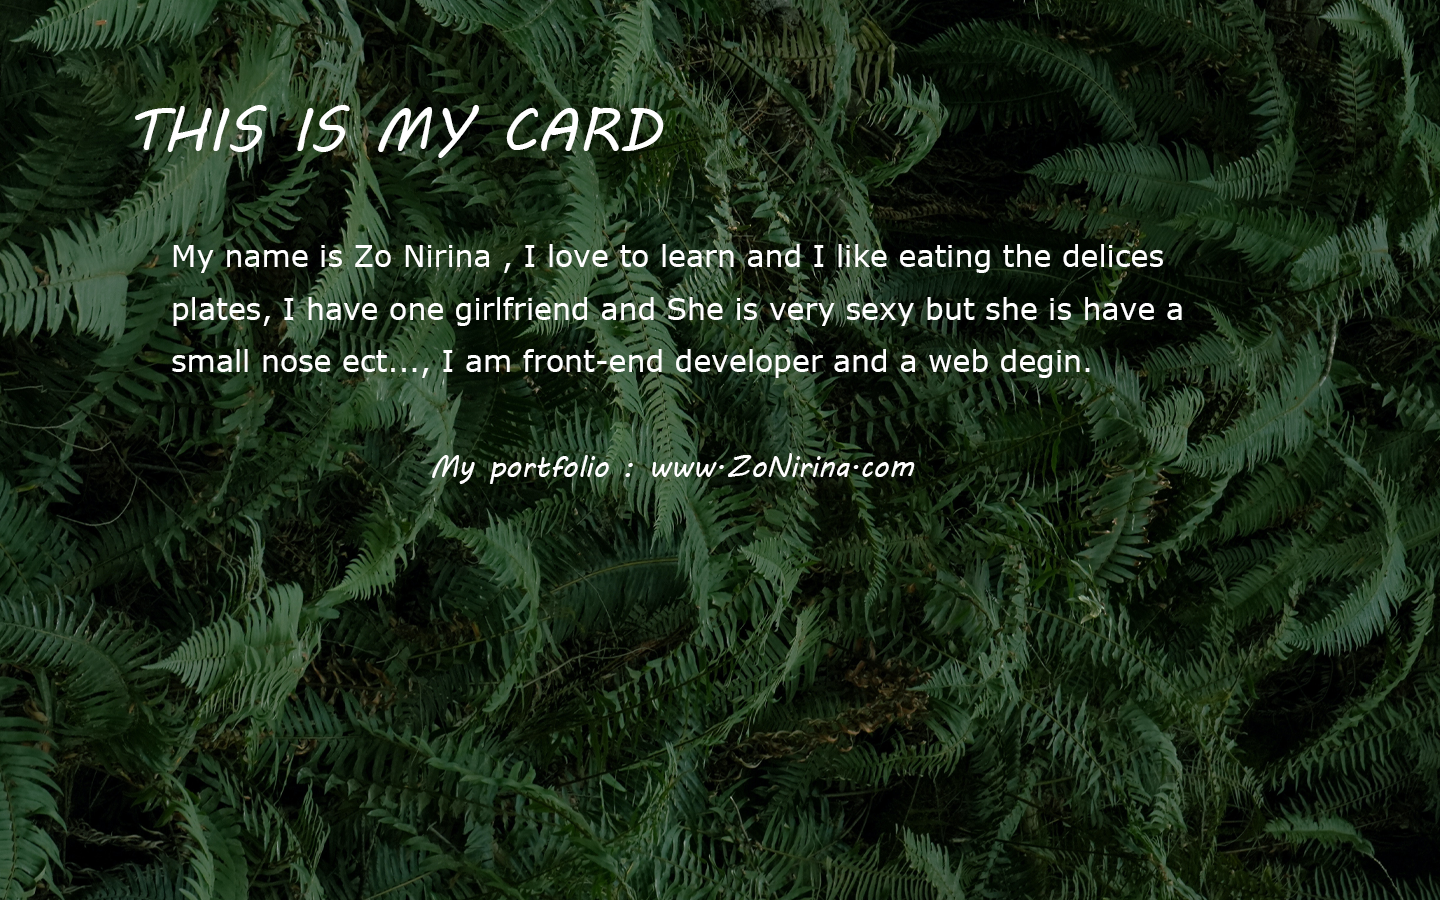 THIS IS MY CARD
My name is Zo Nirina , I love to learn and I like eating the delices
plates, I have one girlfriend and She is very sexy but she is have a
small nose ect..., I am front-end developer and a web degin.
My portfolio : www.ZoNirina.com